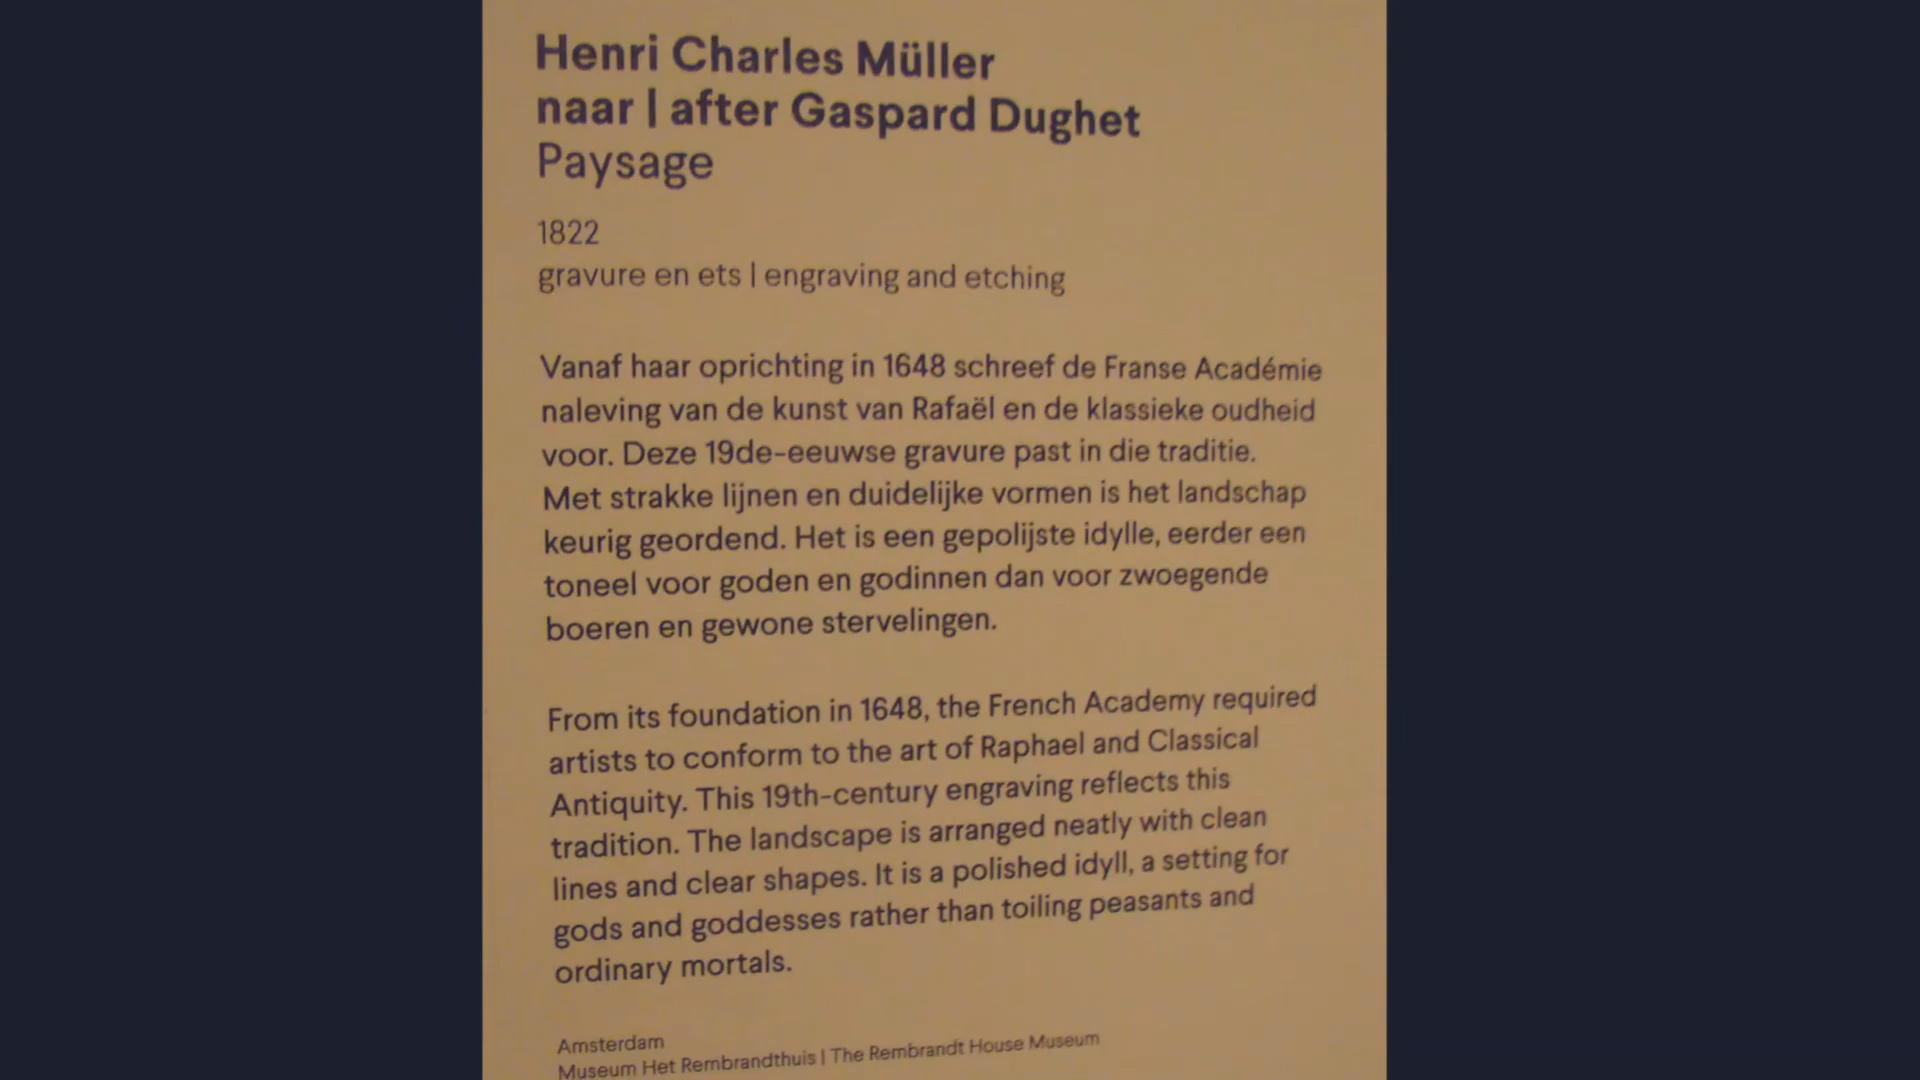 Henri Charles Müller
naar | after Gaspard Dughet
Paysage
1822
gravure en ets | engraving and etching
Vanaf haar oprichting in 1648 schreef de Franse Académie
naleving van de kunst van Rafaël en de klassieke oudheid
voor. Deze 19de-eeuwse gravure past in die traditie.
Met strakke lijnen en duidelijke vormen is het landschap
keurig geordend. Het is een gepolijste idylle, eerder een
toneel voor goden en godinnen dan voor zwoegende
boeren en gewone stervelingen.
From its foundation in 1648, the French Academy required
artists to conform to the art of Raphael and Classical
Antiquity. This 19th-century engraving reflects this
tradition. The landscape is arranged neatly with clean
lines and clear shapes. It is a polished idyll, a setting for
gods and goddesses rather than toiling peasants and
ordinary mortals.
Amsterdam
Museum Het Rembrandthuis | The Rembrandt House Museum